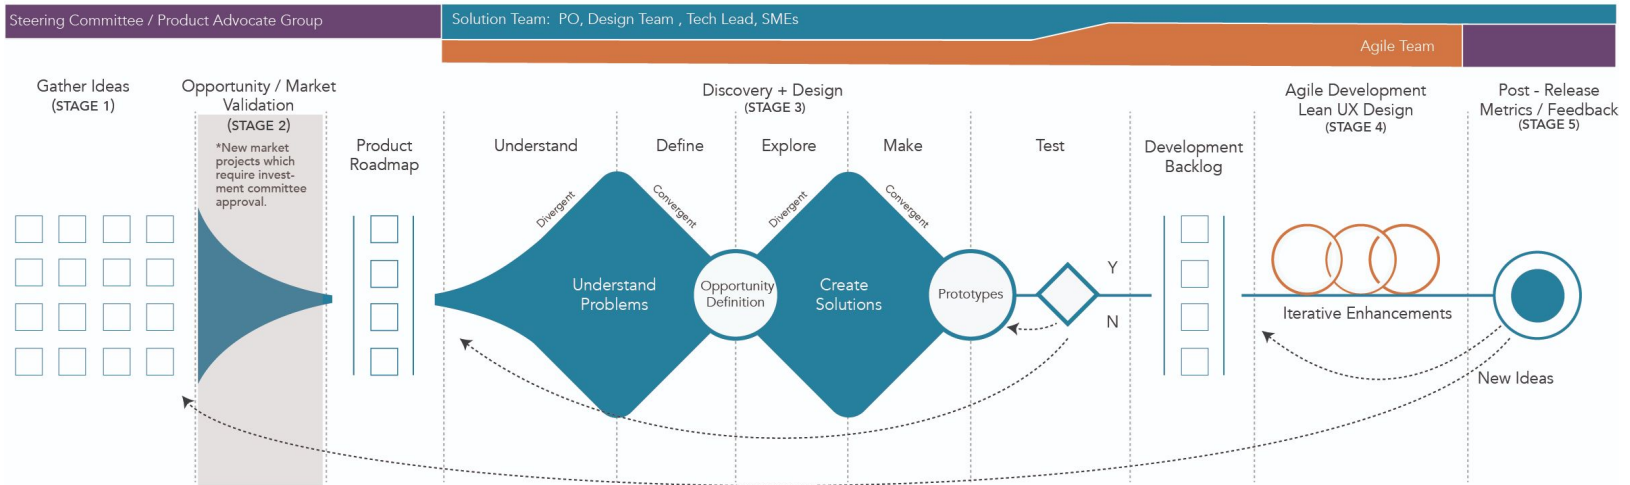 Steering Committee / Product Advocate Group
Solution Team:  PO, Design Team , Tech Lead, SMEs
Agile Team
Gather Ideas
(STAGE 1)
Opportunity / Market
Validation
(STAGE 2)
*New market
projects which
require invest-
ment committee
approval.
Product
Roadmap
Discovery + Design
(STAGE 3)
Understand
Define
Explore
Make
Test
Divergent
Convergent
Divergent
Convergent
Understand
Problems
Opportunity
Definition
Create
Solutions
Prototypes
Y
N
Development
Backlog
Agile Development
Lean UX Design
(STAGE 4)
Iterative Enhancements
Post - Release
Metrics / Feedback
(STAGE 5)
New Ideas